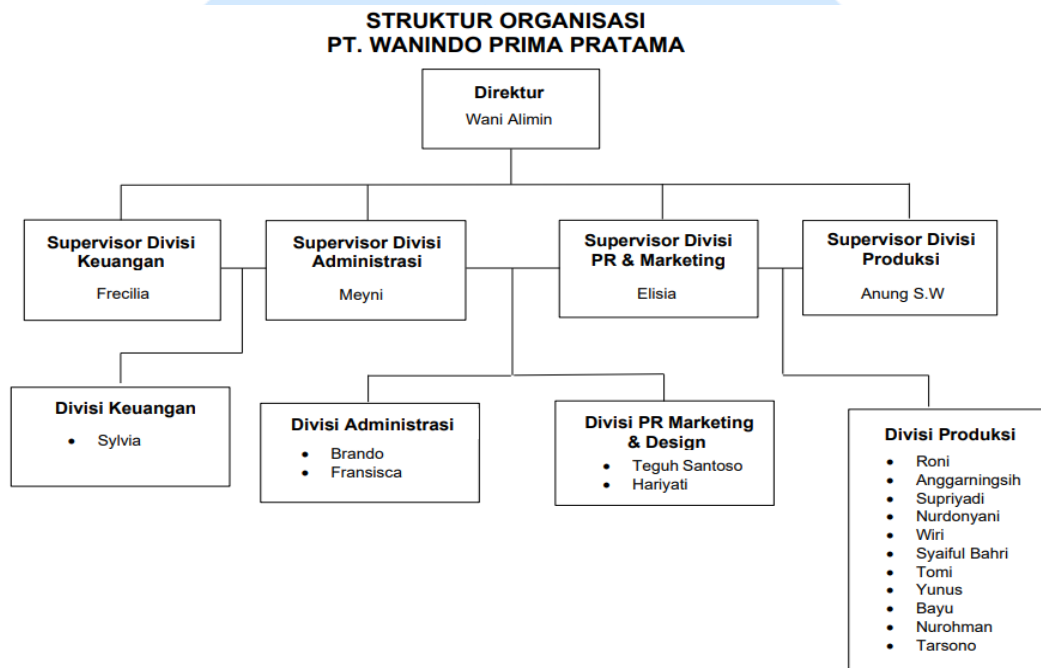 STRUKTUR ORGANISASI
PT. WANINDO PRIMA PRATAMA
Direktur
Wani Alimin
Supervisor Divisi
Keuangan
Frecilia
Supervisor Divisi
Administrasi
Meyni
Supervisor Divisi
PR & Marketing
Elisia
Supervisor Divisi
Produksi
Anung S.W
Divisi Keuangan
• Sylvia
Divisi Administrasi
• Brando
• Fransisca
Divisi PR Marketing
& Design
• Teguh Santoso
• Hariyati
Divisi Produksi
• Roni
• Anggarningsih
• Supriyadi
• Nurdonyani
• Wiri
• Syaiful Bahri
• Tomi
• Yunus
• Bayu
• Nurohman
• Tarsono